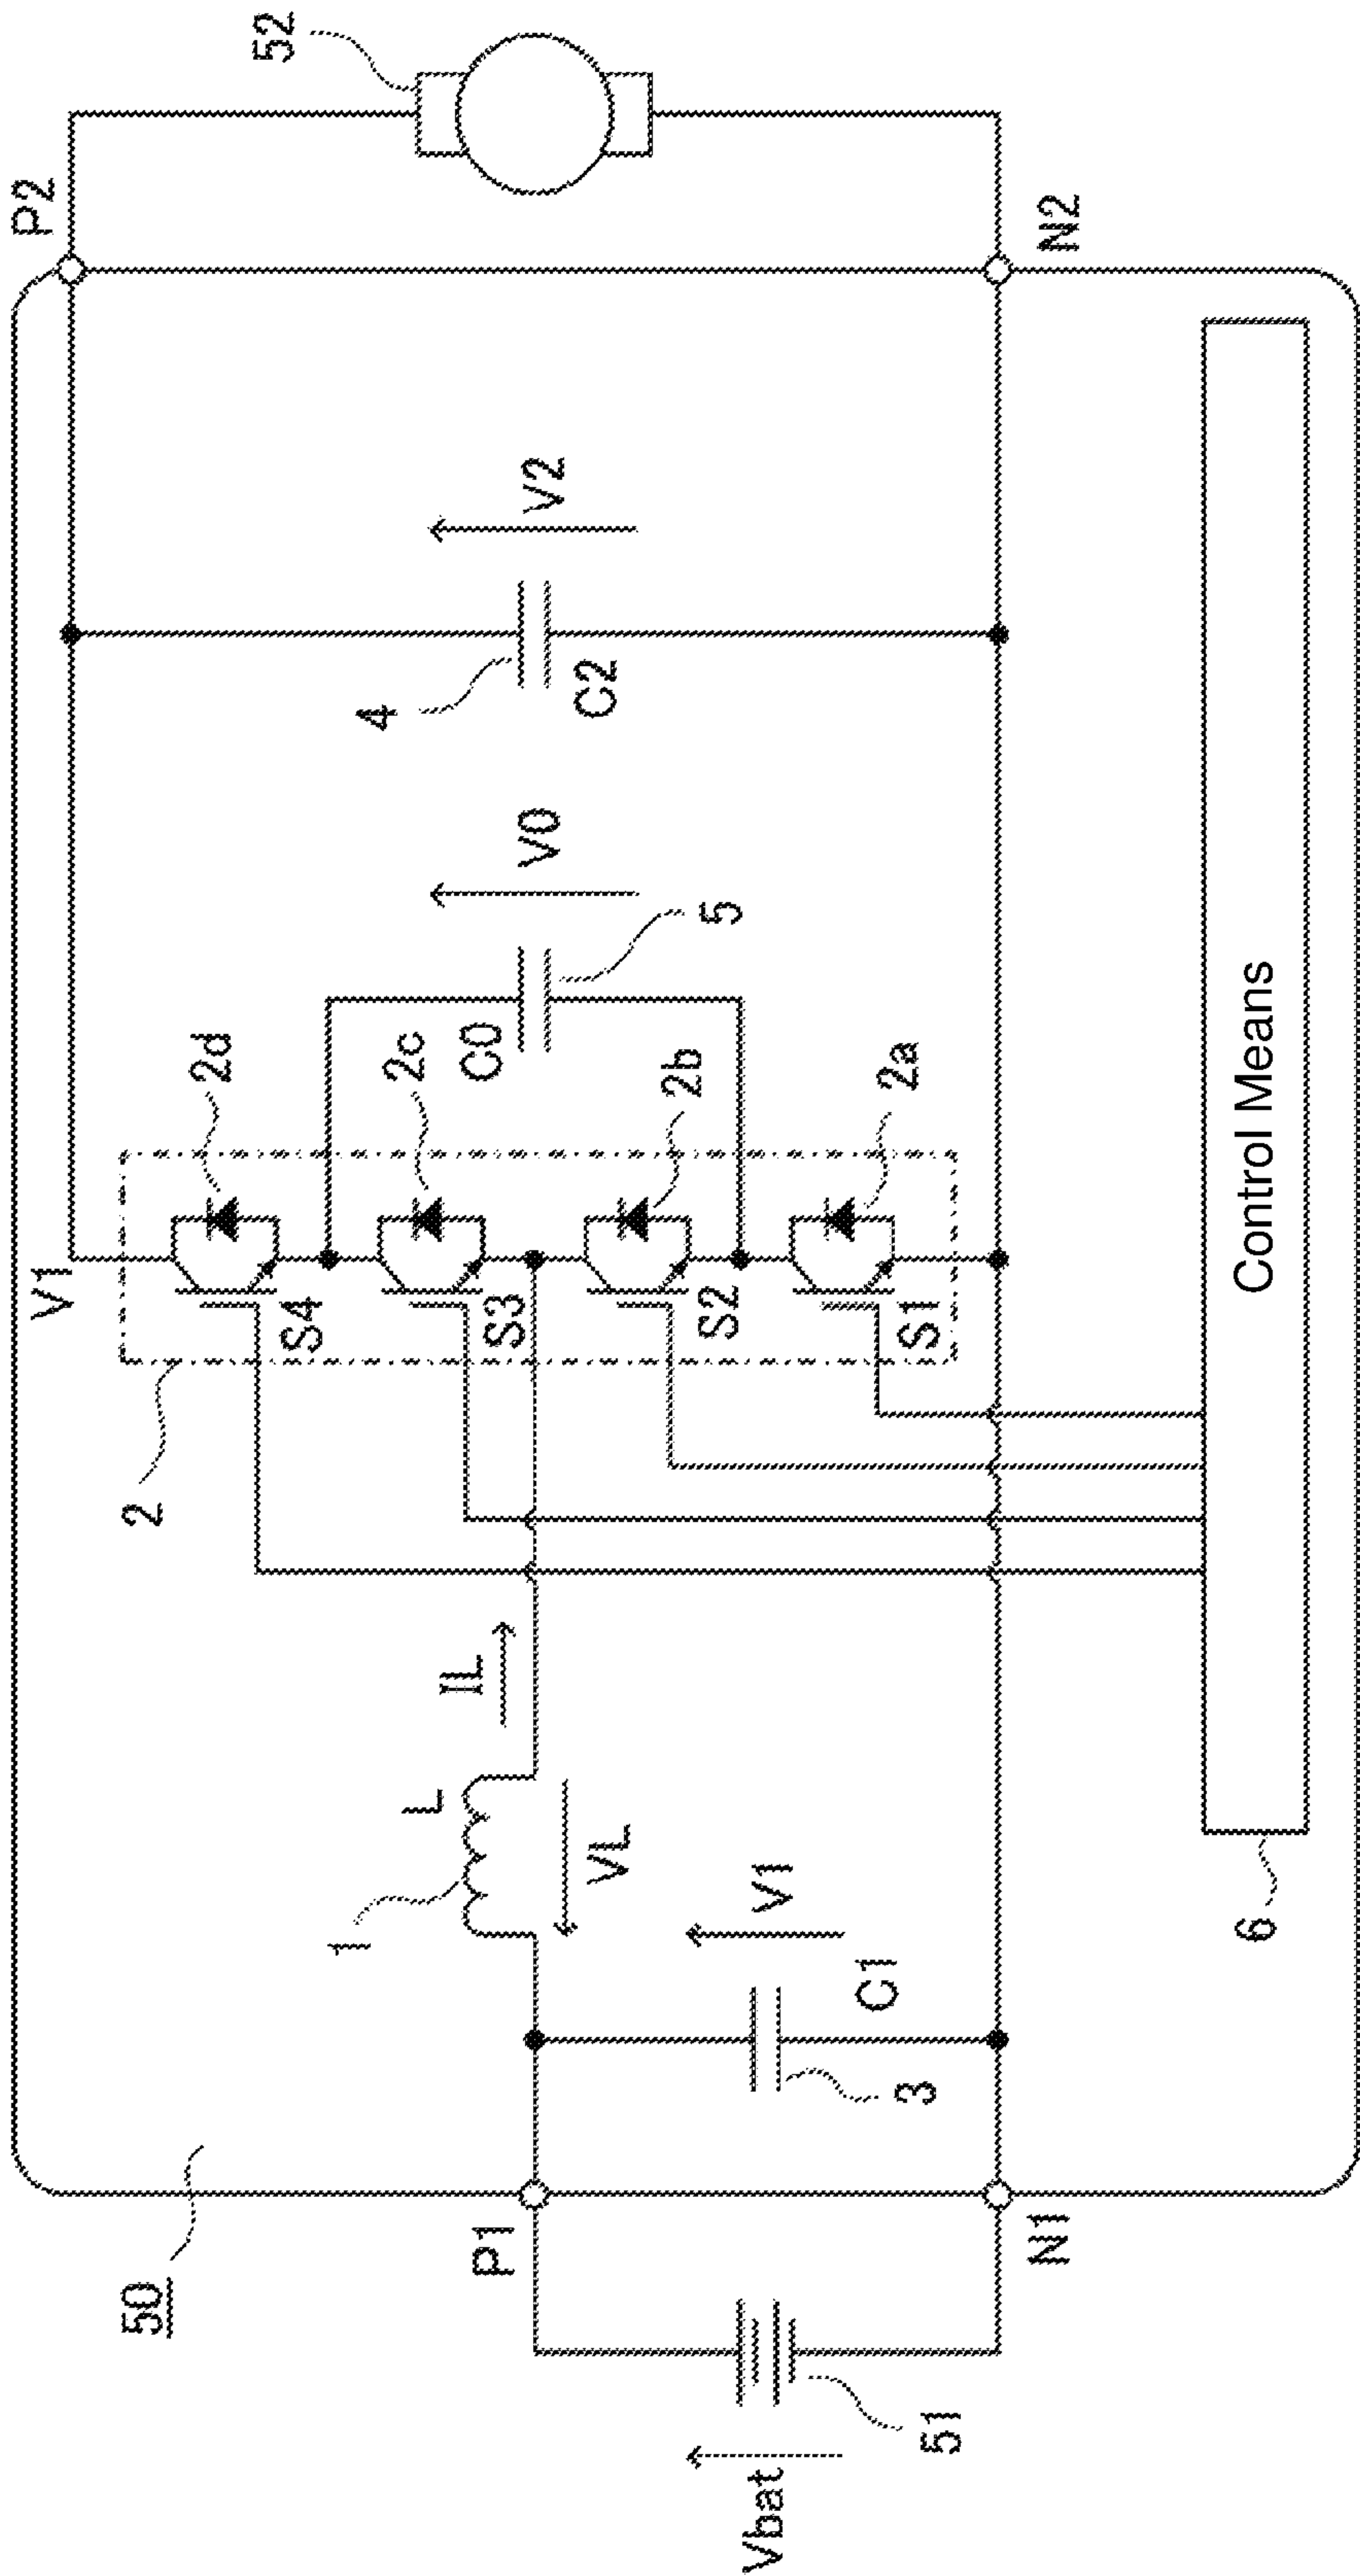 50
Vbat
51
P1
N1
1
L
VL
IL
V1
C1
3
2
V1
S4
S3
S2
S1
2d
2c
2b
2a
C0
5
V0
4
C2
V2
P2
N2
52
Control Means
6